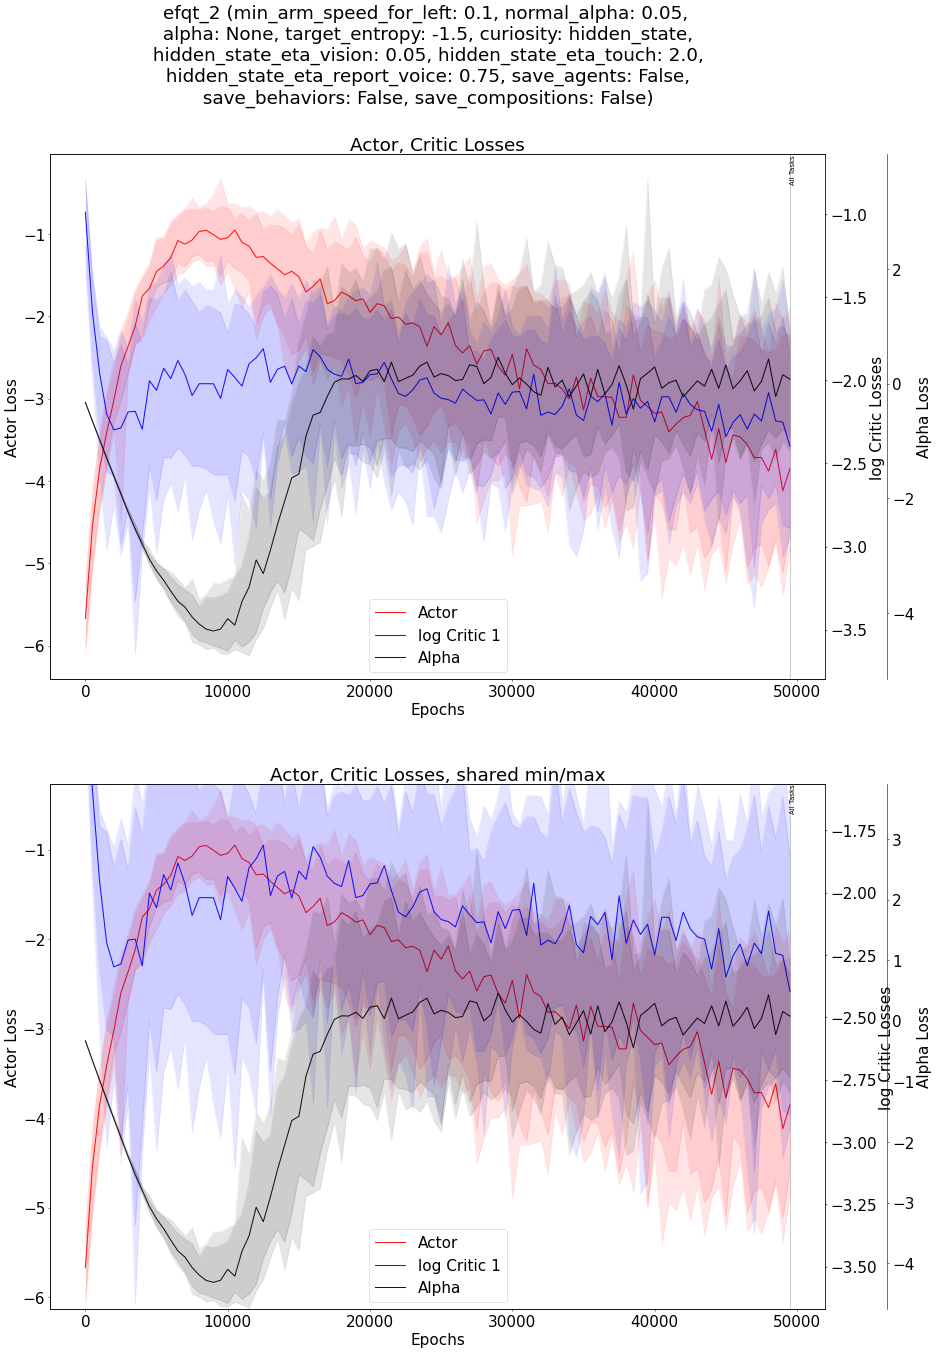 efqt_2 (min_arm_speed_for_left: 0.1, normal_alpha: 0.05,
alpha: None, target_entropy: -1.5, curiosity: hidden_state,
hidden_state_eta_vision: 0.05, hidden_state_eta_touch: 2.0,
hidden_state_eta_report_voice: 0.75, save_agents: False,
save_behaviors: False, save_compositions: False)
Actor, Critic Losses
All Tasks
Actor Loss
−1
−2
−3
−4
−5
−6
−1.0
−1.5
−2.0
−2.5
−3.0
−3.5
log Critic Losses
2
0
−2
−4
Alpha Loss
Actor
log Critic 1
Alpha
0
10000
20000
30000
40000
50000
Epochs
Actor, Critic Losses, shared min/max
All Tasks
Actor Loss
−1
−2
−3
−4
−5
−6
−1.75
−2.00
−2.25
−2.50
−2.75
−3.00
−3.25
−3.50
log Critic Losses
3
2
1
0
−1
−2
−3
−4
Alpha Loss
Actor
log Critic 1
Alpha
0
10000
20000
30000
40000
50000
Epochs